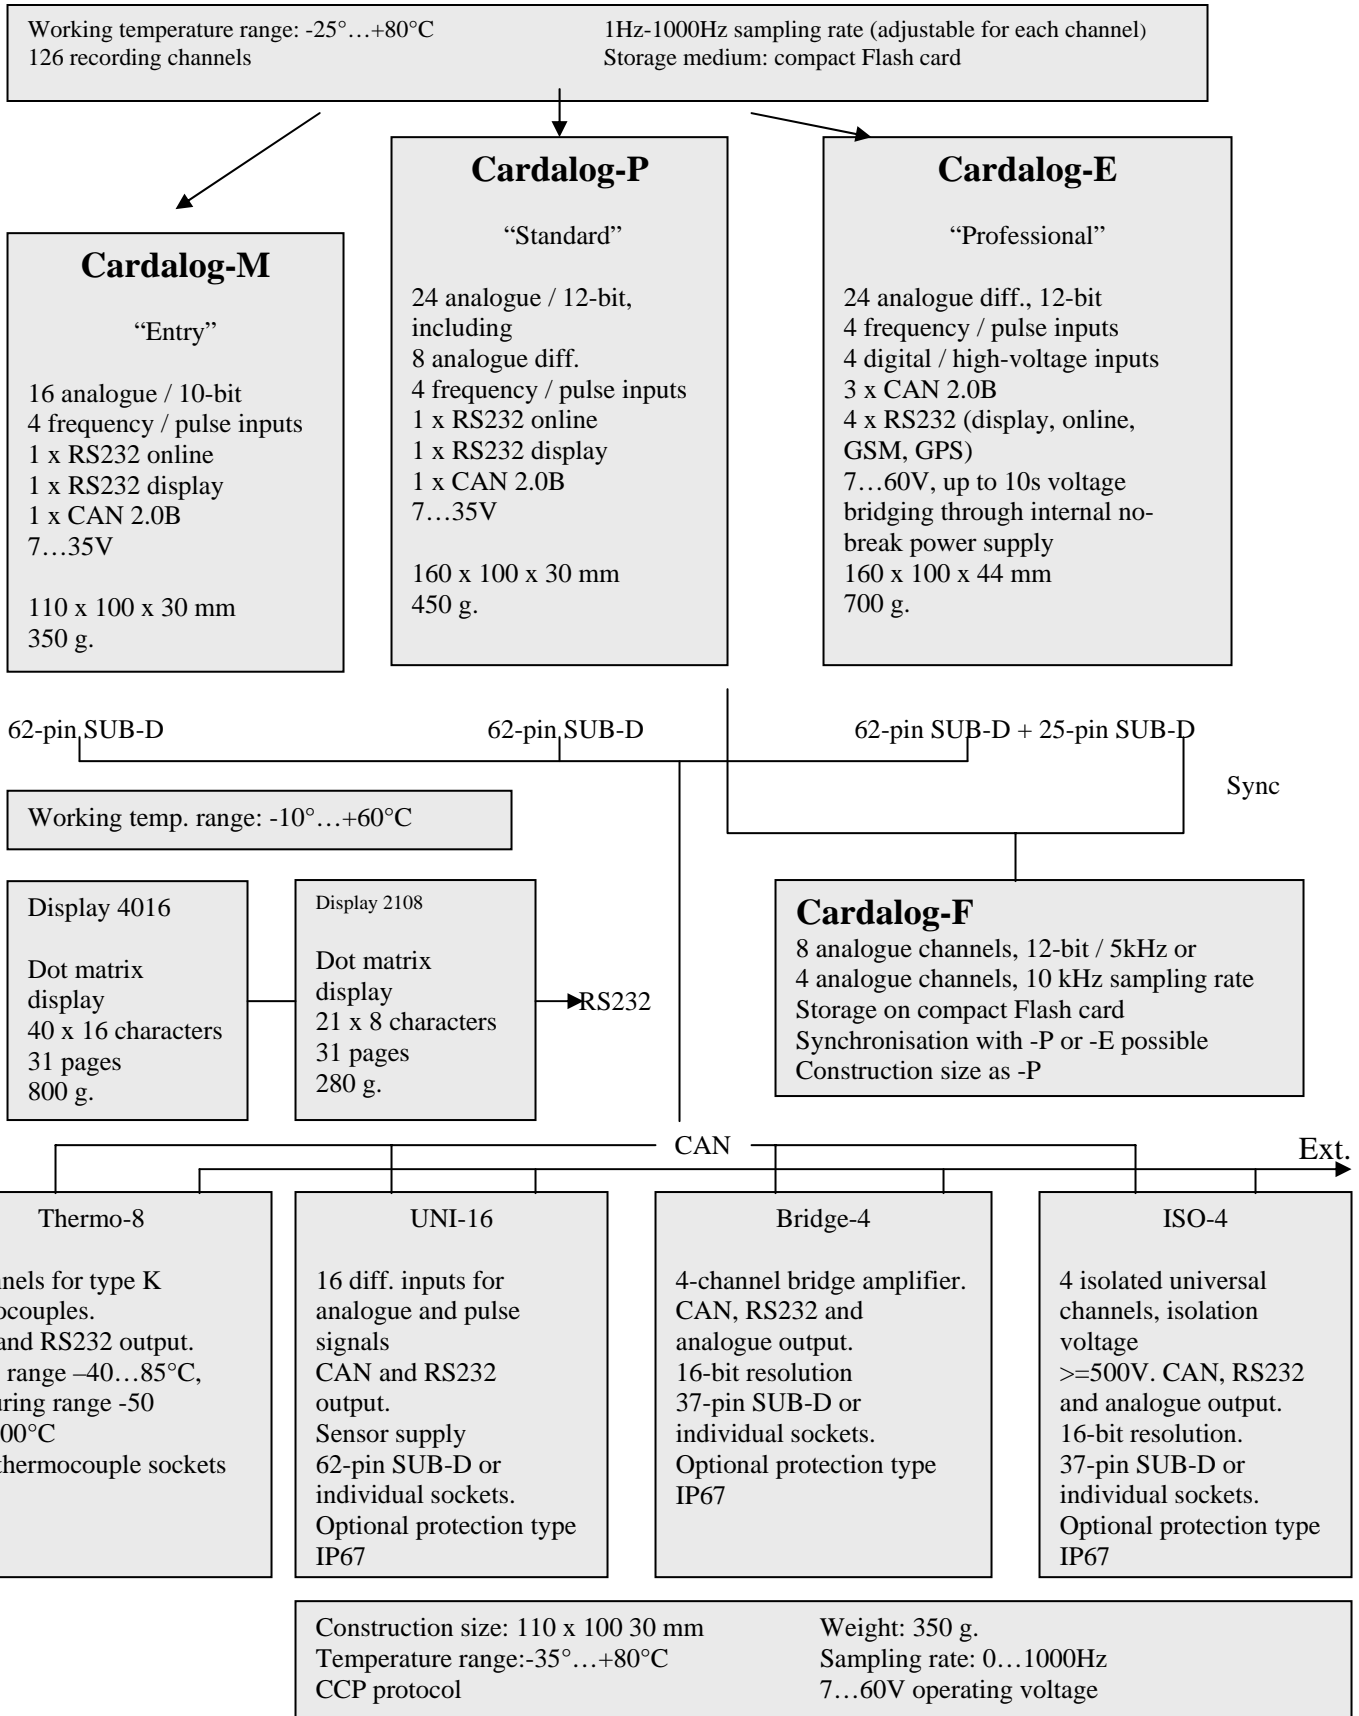 Working temperature range: -25°…+80°C
1Hz-1000Hz sampling rate (adjustable for each channel)
126 recording channels
Storage medium: compact Flash card
Cardalog-M
“Entry”
16 analogue / 10-bit
4 frequency / pulse inputs
1 x RS232 online
1 x RS232 display
1 x CAN 2.0B
7…35V
110 x 100 x 30 mm
350 g.
Cardalog-P
“Standard”
24 analogue / 12-bit,
including
8 analogue diff.
4 frequency / pulse inputs
1 x RS232 online
1 x RS232 display
1 x CAN 2.0B
7…35V
160 x 100 x 30 mm
450 g.
Cardalog-E
“Professional”
24 analogue diff., 12-bit
4 frequency / pulse inputs
4 digital / high-voltage inputs
3 x CAN 2.0B
4 x RS232 (display, online,
GSM, GPS)
7…60V, up to 10s voltage
bridging through internal no-
break power supply
160 x 100 x 44 mm
700 g.
62-pin SUB-D
62-pin SUB-D
62-pin SUB-D + 25-pin SUB-D
Sync
Working temp. range: -10°…+60°C
Display 4016
Dot matrix
display
40 x 16 characters
31 pages
800 g.
Display 2108
Dot matrix
display
21 x 8 characters
31 pages
280 g.
RS232
Cardalog-F
8 analogue channels, 12-bit / 5kHz or
4 analogue channels, 10 kHz sampling rate
Storage on compact Flash card
Synchronisation with -P or -E possible
Construction size as -P
CAN
Ext.
Thermo-8
nnels for type K
ocouples.
and RS232 output.
range –40…85°C,
uring range -50
00°C
thermocouple sockets
UNI-16
16 diff. inputs for
analogue and pulse
signals
CAN and RS232
output.
Sensor supply
62-pin SUB-D or
individual sockets.
Optional protection type
IP67
Bridge-4
4-channel bridge amplifier.
CAN, RS232 and
analogue output.
16-bit resolution
37-pin SUB-D or
individual sockets.
Optional protection type
IP67
ISO-4
4 isolated universal
channels, isolation
voltage
>=500V. CAN, RS232
and analogue output.
16-bit resolution.
37-pin SUB-D or
individual sockets.
Optional protection type
IP67
Construction size: 110 x 100 30 mm
Weight: 350 g.
Temperature range:-35°…+80°C
Sampling rate: 0…1000Hz
CCP protocol
7…60V operating voltage